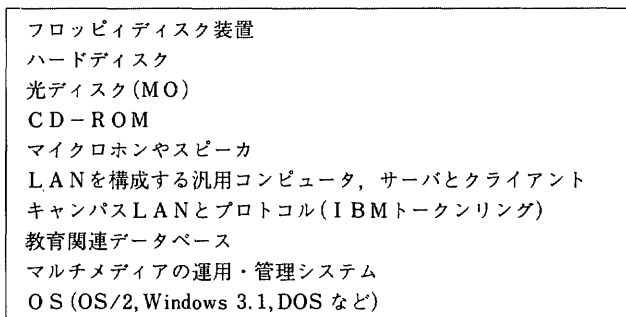 フロッピィディスク装置
ハードディスク
光ディスク(MO)
CD-ROM
マイクロホンやスピーカ
LANを構成する汎用コンピュータ，サーバとクライアント
キャンパスLANとプロトコル(IBMトークンリング)
教育関連データベース
マルチメディアの運用・管理システム
OS(OS/2,Windows 3.1,DOS など)